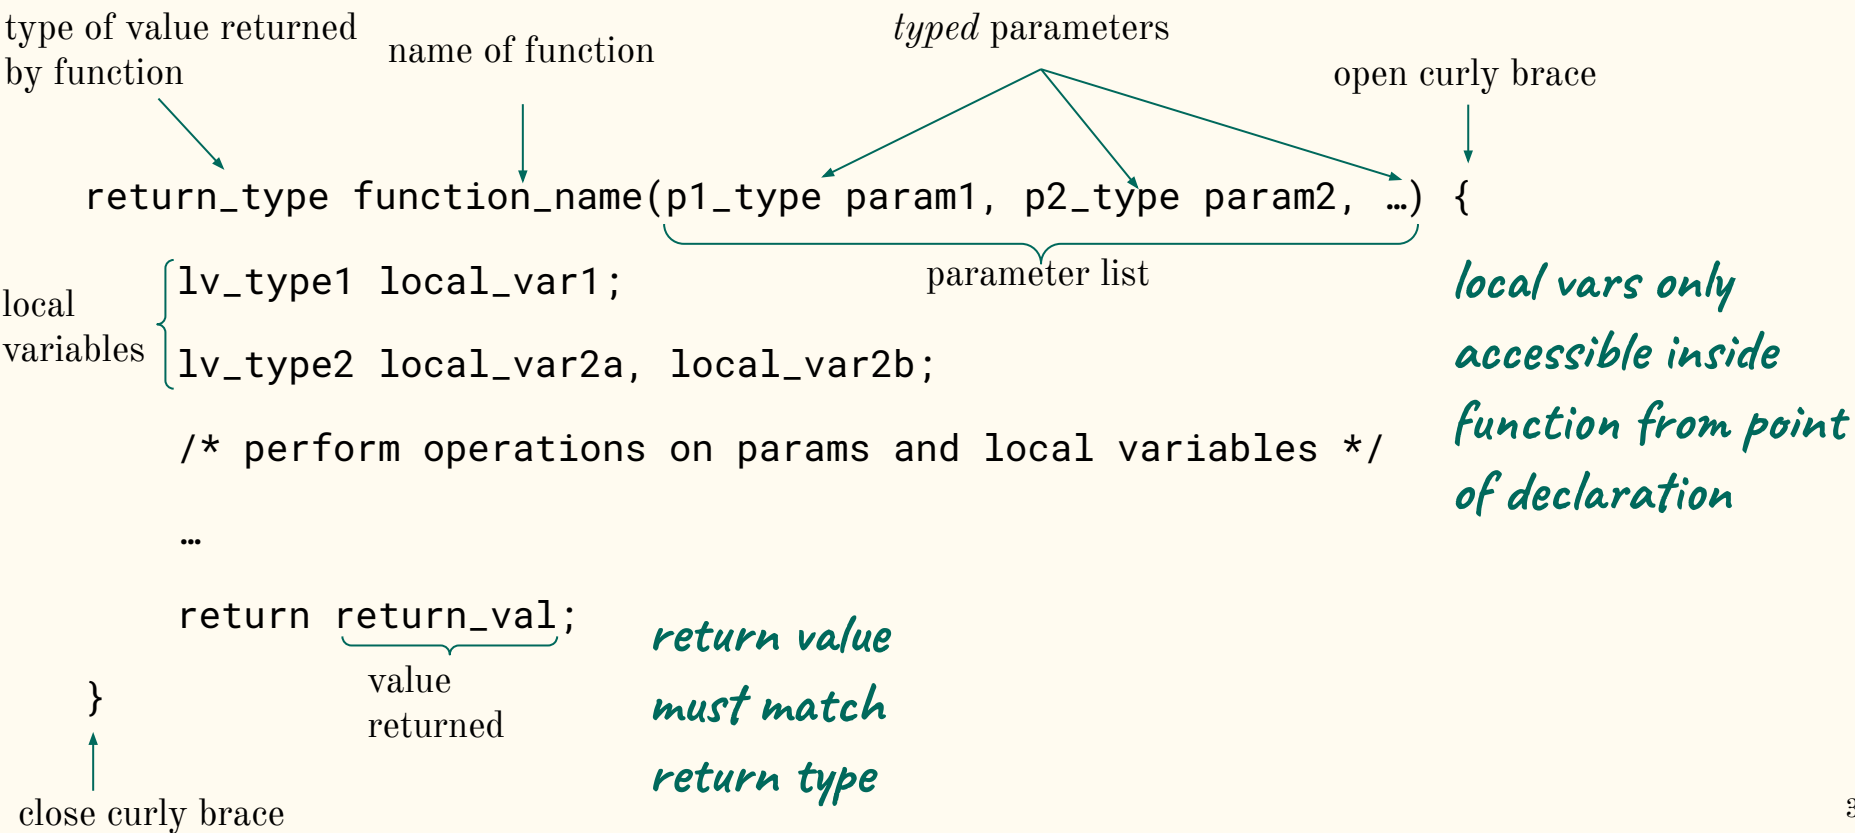 type of value returned
by function
name of function
typed parameters
open curly brace
return_type function_name(p1_type param1, p2_type param2, …) {
parameter list
local
variables
lv_type1 local_var1;
lv_type2 local_var2a, local_var2b;
/* perform operations on params and local variables */
…
return return_val;
value
returned
}
close curly brace
local vars only
accessible inside
function from point
of declaration
return value
must match
return type
3